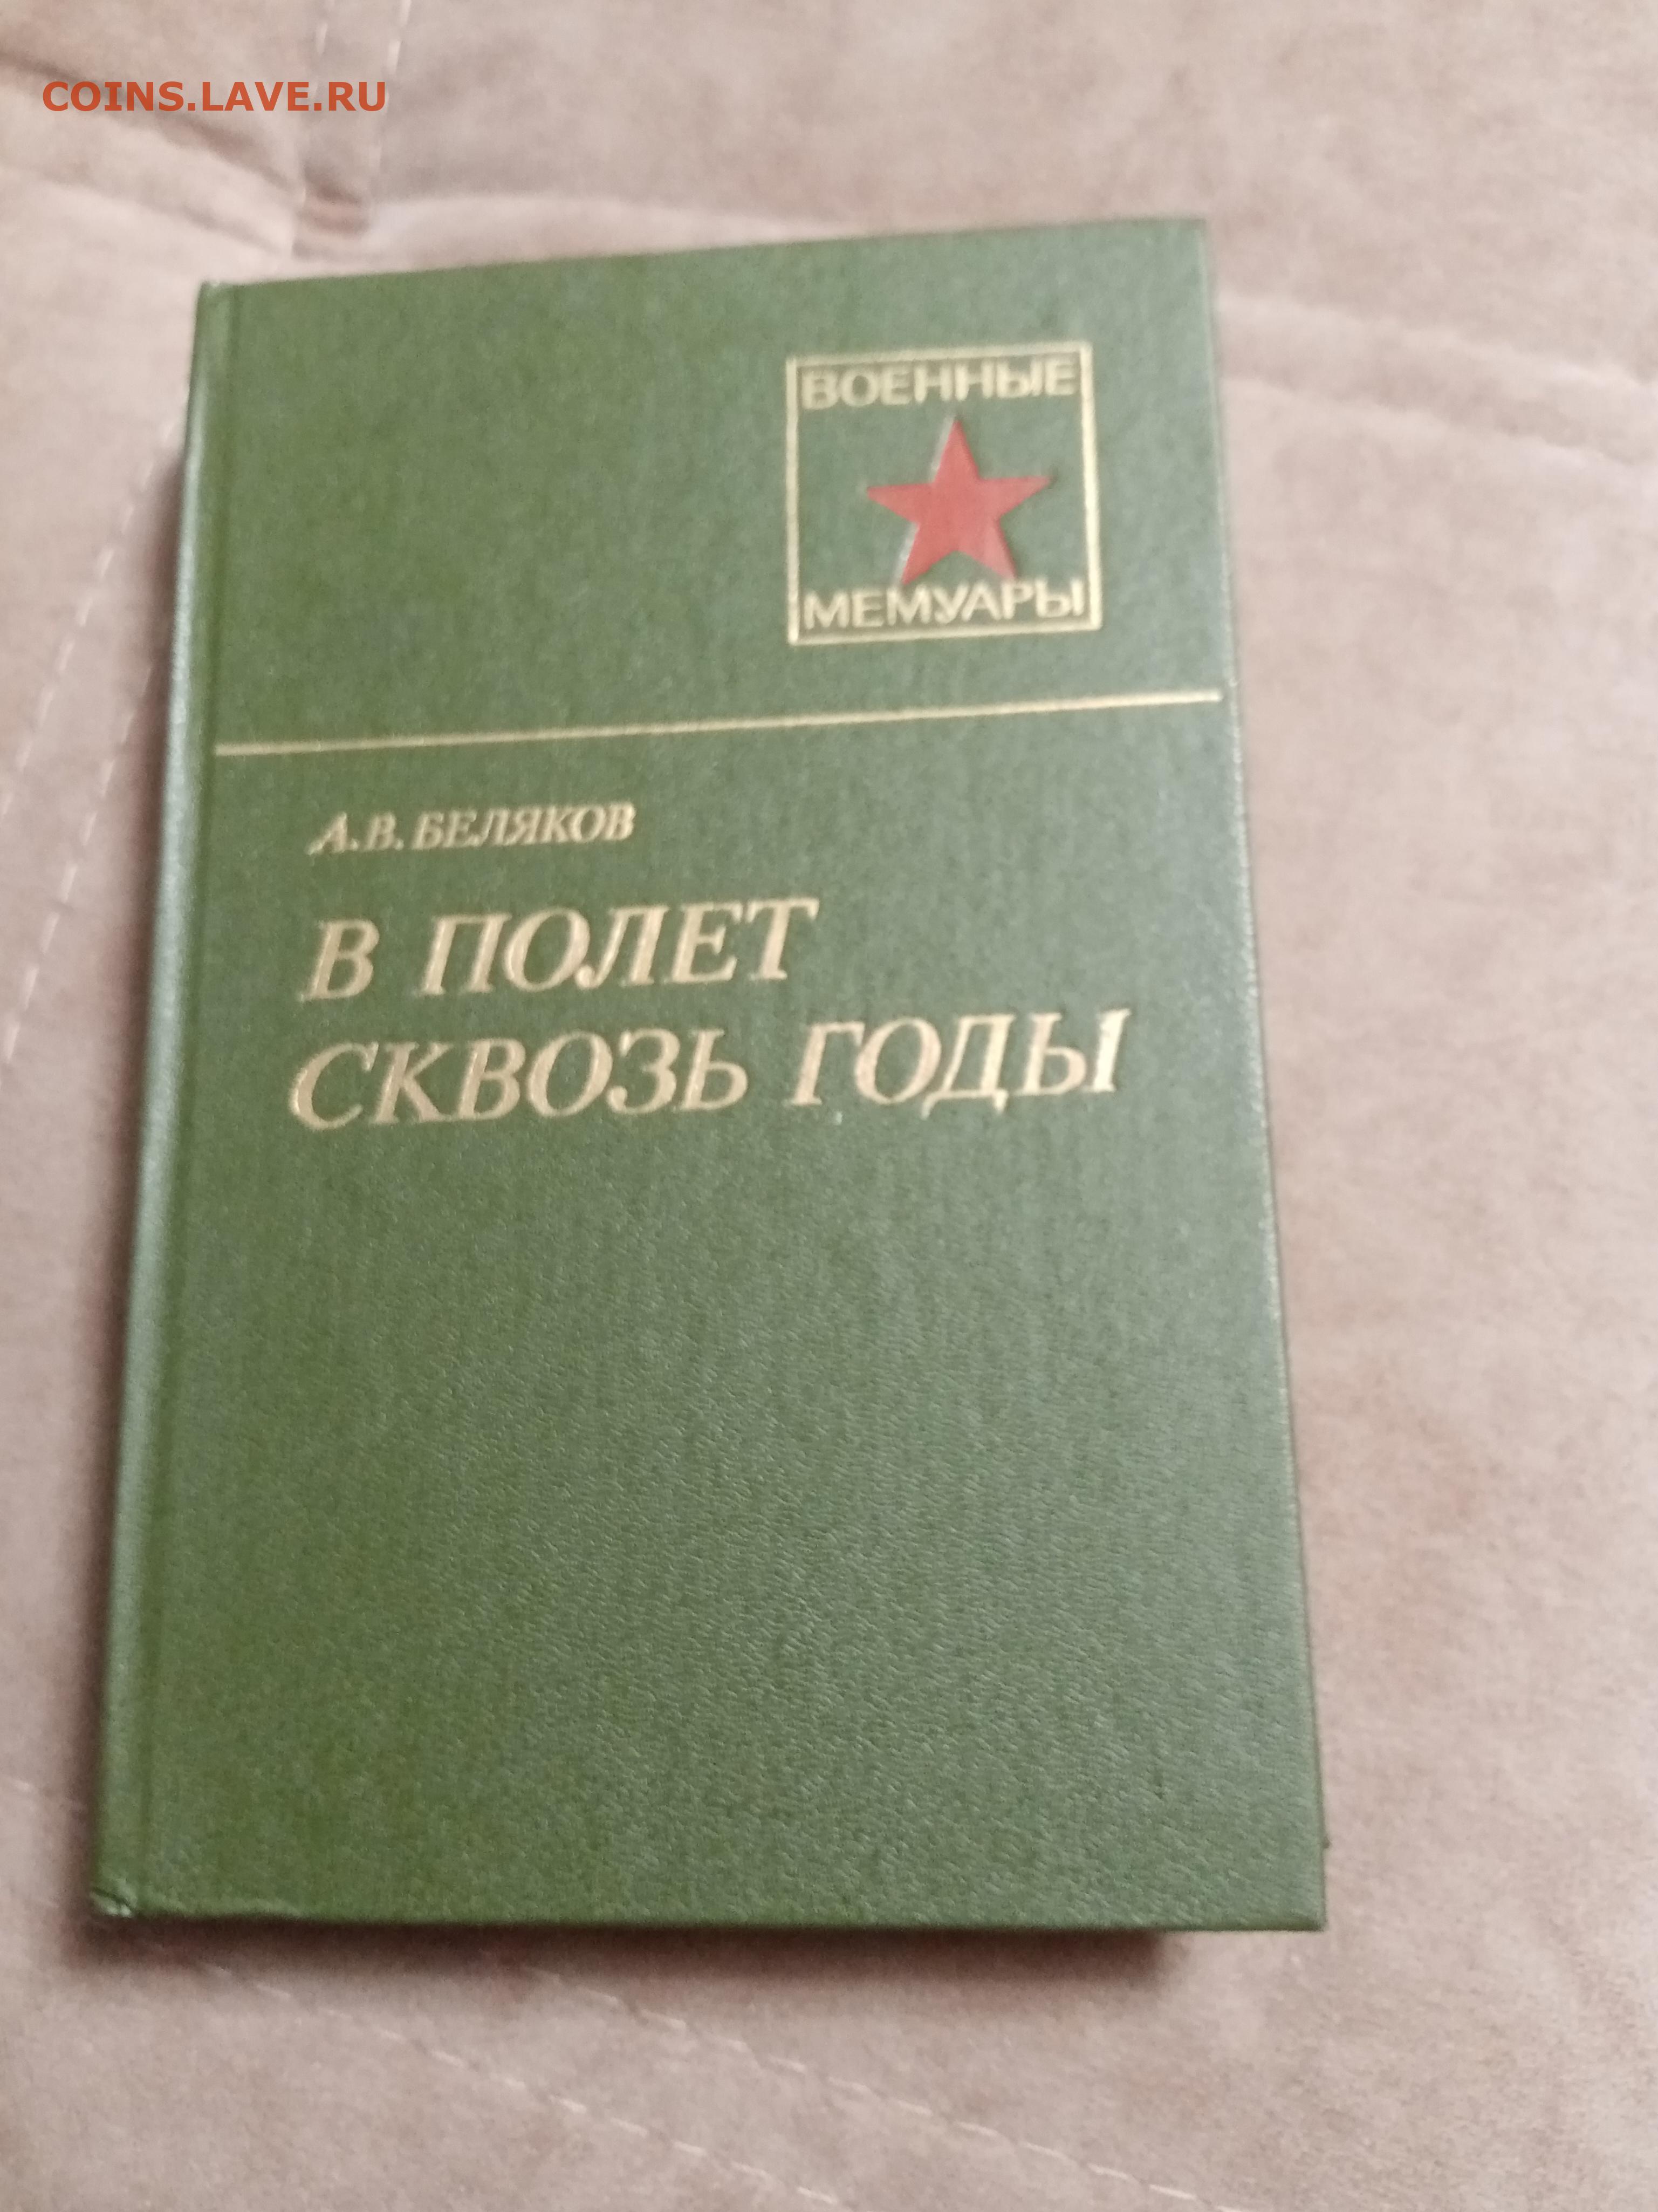 COINS.LAVE.RU
ВОЕННЫЕ
МЕМУАРЫ
А.В. БЕЛЯКОВ
В ПОЛЕТ
СКВОЗЬ ГОДЫ